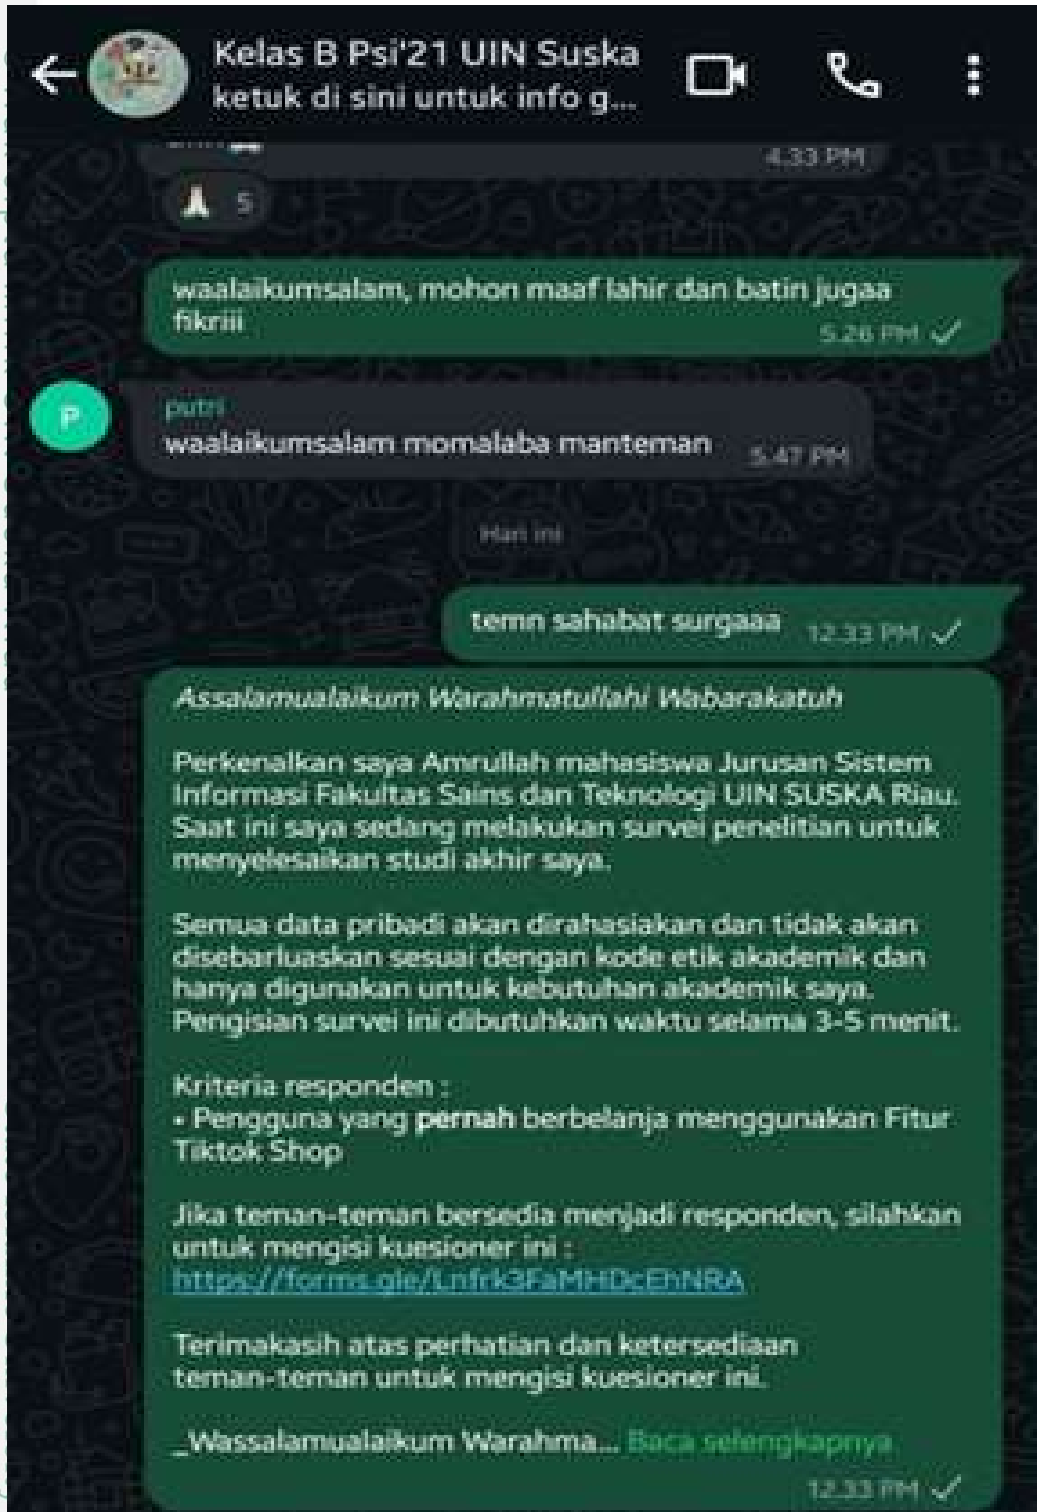 Kelas B Psi'21 UIN Suska
ketuk di sini untuk info g...
4.33 PM
5
waalaikumsalam, mohon maaf lahir dan batin jugaa
fikriii
5.26 PM
P
putri
waalaikumsalam momalaba manteman
5.47 PM
Hari ini
temn sahabat surgaaa
12.33 PM
Assalamualaikum Warahmatullahi Wabarakatuh
Perkenalkan saya Amrullah mahasiswa Jurusan Sistem
Informasi Fakultas Sains dan Teknologi UIN SUSKA Riau.
Saat ini saya sedang melakukan survei penelitian untuk
menyelesaikan studi akhir saya.
Semua data pribadi akan dirahasiakan dan tidak akan
disebarluaskan sesuai dengan kode etik akademik dan
hanya digunakan untuk kebutuhan akademik saya.
Pengisian survei ini dibutuhkan waktu selama 3-5 menit.
Kriteria responden :
• Pengguna yang pernah berbelanja menggunakan Fitur
Tiktok Shop
Jika teman-teman bersedia menjadi responden, silahkan
untuk mengisi kuesioner ini :
https://forms.gle/Lnfrk3FaMHDcEhNRA
Terimakasih atas perhatian dan ketersediaan
teman-teman untuk mengisi kuesioner ini.
_Wassalamualaikum Warahma... Baca selengkapnya
12.33 PM